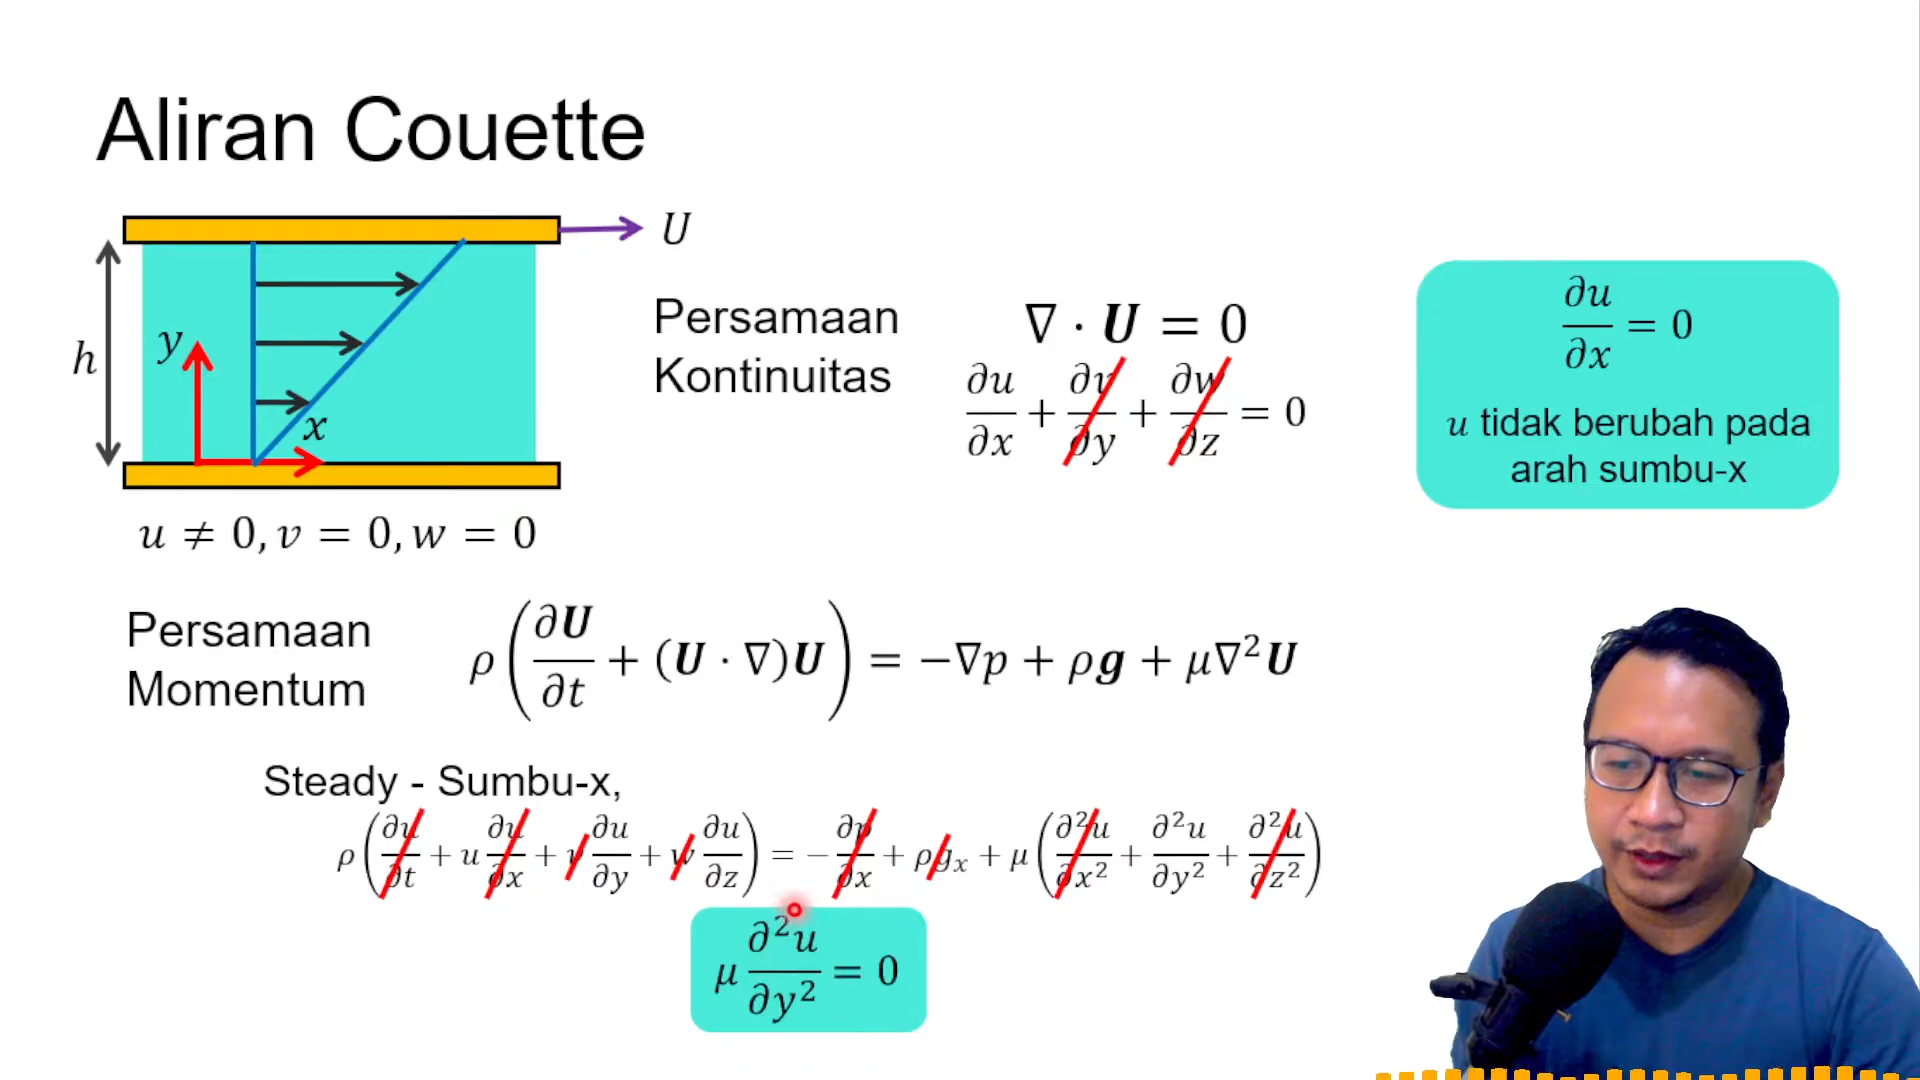 Aliran Couette
U
h
y
x
u ≠ 0, v = 0, w = 0
Persamaan
Kontinuitas
∇ · U = 0
∂u/∂x + ∂v/∂y + ∂w/∂z = 0
∂u/∂x = 0
u tidak berubah pada
arah sumbu-x
Persamaan
Momentum
ρ(∂U/∂t + (U · ∇)U) = −∇p + ρg + μ∇²U
Steady - Sumbu-x,
ρ(∂u/∂t + u ∂u/∂x + v ∂u/∂y + w ∂u/∂z) = − ∂p/∂x + ρgₓ + μ(∂²u/∂x² + ∂²u/∂y² + ∂²u/∂z²)
μ ∂²u/∂y² = 0